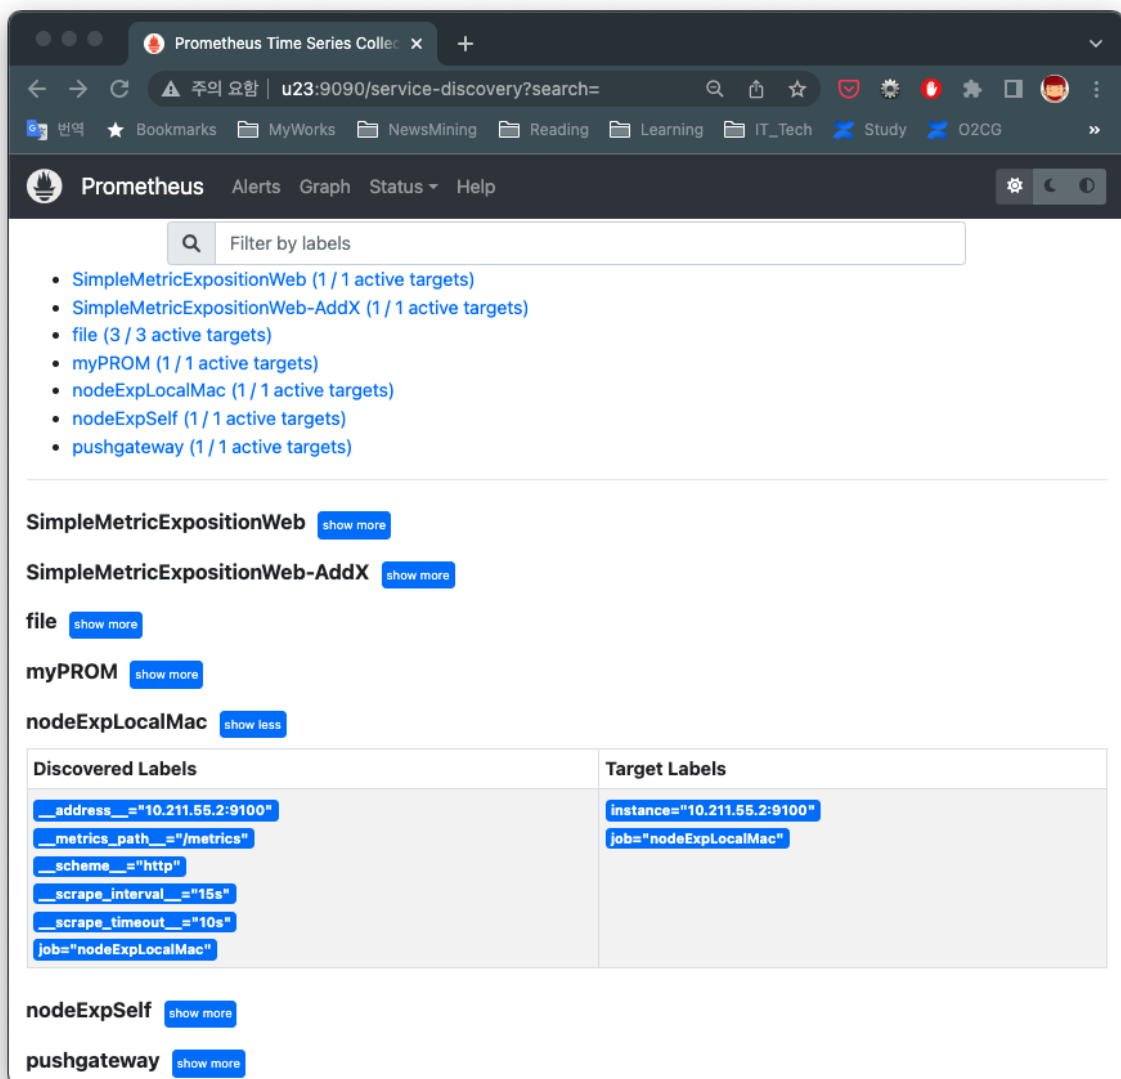 Prometheus Time Series Collec
주의 요함 u23:9090/service-discovery?search=
번역 Bookmarks MyWorks NewsMining Reading Learning IT_Tech Study O2CG »
Prometheus Alerts Graph Status Help
Filter by labels
• SimpleMetricExpositionWeb (1 / 1 active targets)
• SimpleMetricExpositionWeb-AddX (1 / 1 active targets)
• file (3 / 3 active targets)
• myPROM (1 / 1 active targets)
• nodeExpLocalMac (1 / 1 active targets)
• nodeExpSelf (1 / 1 active targets)
• pushgateway (1 / 1 active targets)
SimpleMetricExpositionWeb show more
SimpleMetricExpositionWeb-AddX show more
file show more
myPROM show more
nodeExpLocalMac show less
Discovered Labels Target Labels
__address__="10.211.55.2:9100" instance="10.211.55.2:9100"
__metrics_path__="/metrics" job="nodeExpLocalMac"
__scheme__="http"
__scrape_interval__="15s"
__scrape_timeout__="10s"
job="nodeExpLocalMac"
nodeExpSelf show more
pushgateway show more